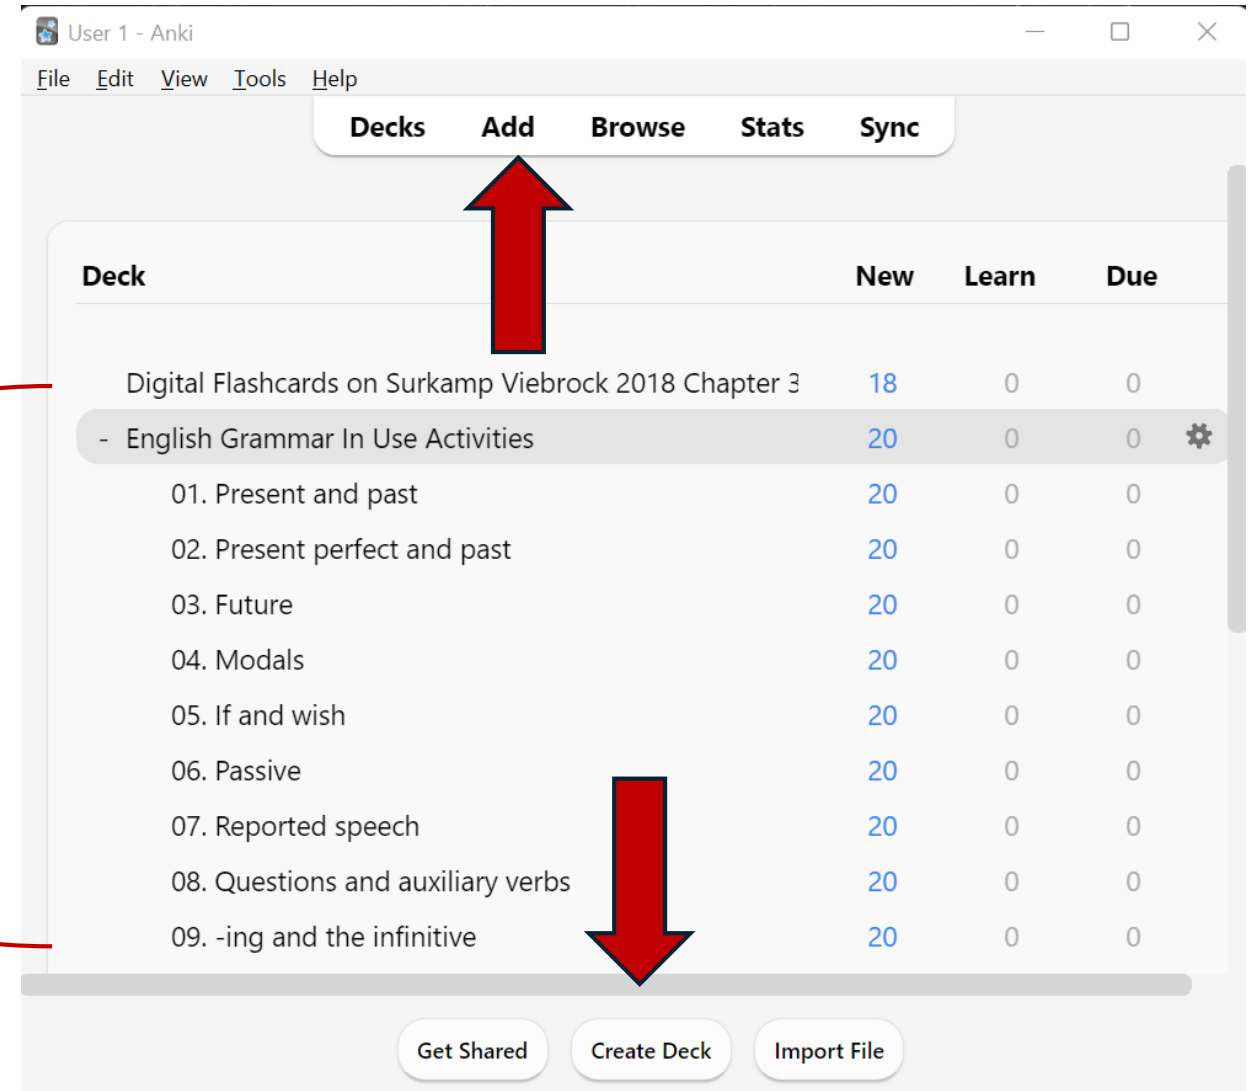 User 1 - Anki
File Edit View Tools Help
Decks Add Browse Stats Sync
Deck New Learn Due
Digital Flashcards on Surkamp Viebrock 2018 Chapter 3 18 0 0
- English Grammar In Use Activities 20 0 0
01. Present and past 20 0 0
02. Present perfect and past 20 0 0
03. Future 20 0 0
04. Modals 20 0 0
05. If and wish 20 0 0
06. Passive 20 0 0
07. Reported speech 20 0 0
08. Questions and auxiliary verbs 20 0 0
09. -ing and the infinitive 20 0 0
Get Shared Create Deck Import File